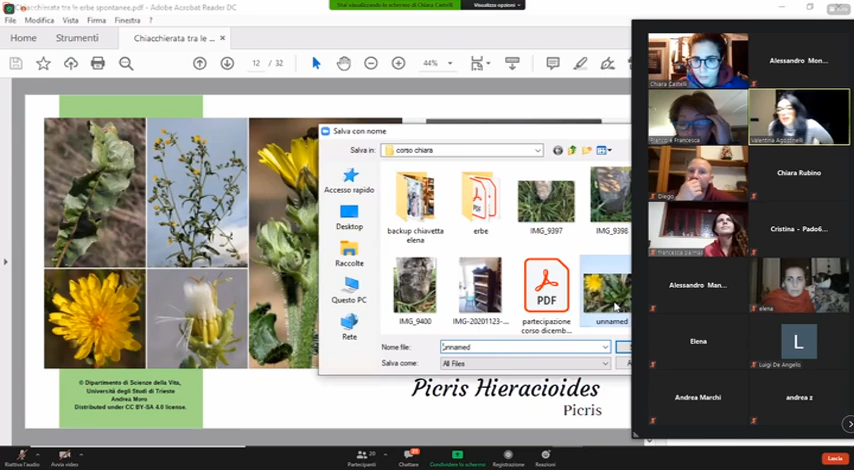 Chiacchierata tra le erbe spontanee.pdf - Adobe Acrobat Reader DC
Stai visualizzando lo schermo di Chiara Castelli
Visualizza opzioni
File Modifica Vista Firma Finestra ?
Home Strumenti Chiacchierata tra le ... ×
12 / 32
44%
Salva con nome
Salva in: corso chiara
Accesso rapido
Desktop
Raccolte
Questo PC
Rete
backup chiavetta
elena
erbe
IMG_9397
IMG_9398
IMG_9400
IMG-20201123-...
PDF
partecipazione
corso dicemb...
unnamed
Nome file: unnamed
Salva come: All Files
© Dipartimento di Scienze della Vita,
Università degli Studi di Trieste
Andrea Moro
Distributed under CC BY-SA 4.0 license.
Picris Hieracioides
Picris
Chiara Castelli
Alessandro Mon...
Valentina Agostinelli
Diego
Chiara Rubino
Cristina - Pado6...
Alessandro Man...
elena
Elena
L
Luigi De Angelis
Andrea Marchi
andrea z
Riattiva l'audio
Avvia video
Partecipanti
20
Chattare
Condividere lo schermo
Registrazione
Reazioni
Lascia